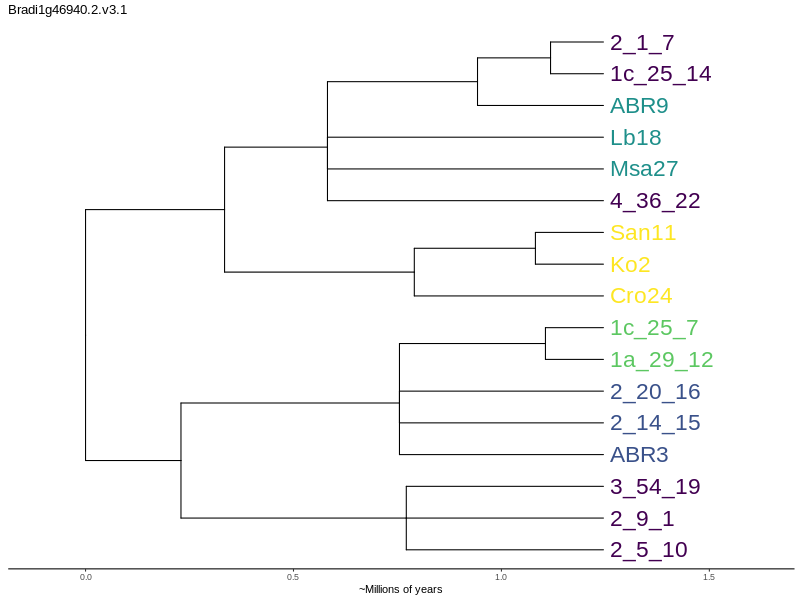 Bradi1g46940.2.v3.1
2_1_7
1c_25_14
ABR9
Lb18
Msa27
4_36_22
San11
Ko2
Cro24
1c_25_7
1a_29_12
2_20_16
2_14_15
ABR3
3_54_19
2_9_1
2_5_10
0.0 0.5 1.0 1.5
~Millions of years